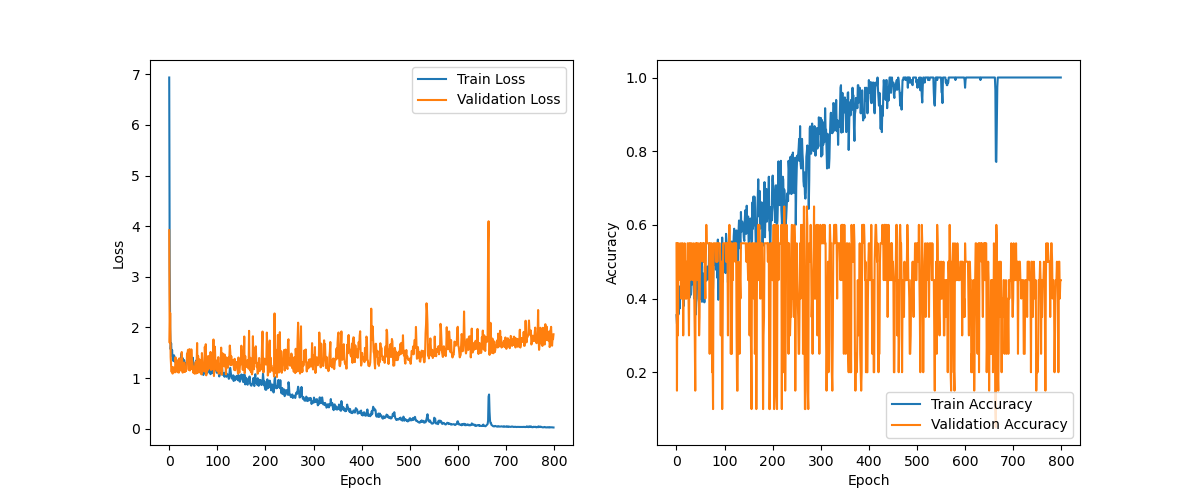 7
6
5
4
3
2
1
0
Loss
0 100 200 300 400 500 600 700 800
Epoch
Train Loss
Validation Loss
1.0
0.8
0.6
0.4
0.2
Accuracy
0 100 200 300 400 500 600 700 800
Epoch
Train Accuracy
Validation Accuracy